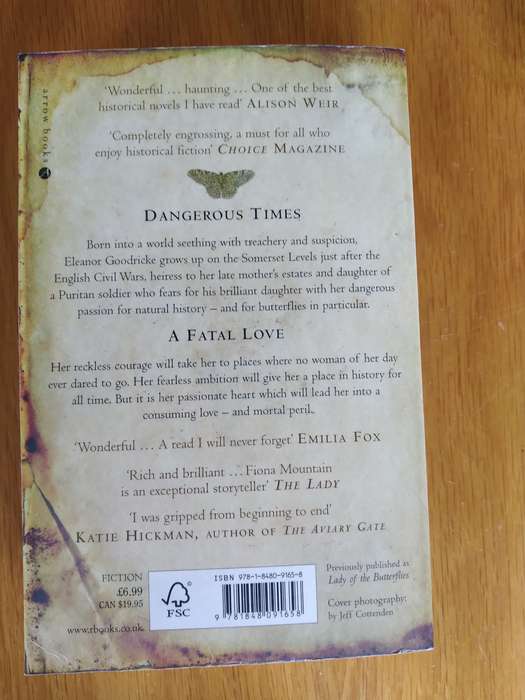 arrow books
‘Wonderful … haunting … One of the best
historical novels I have read’ ALISON WEIR
‘Completely engrossing, a must for all who
enjoy historical fiction’ CHOICE MAGAZINE
DANGEROUS TIMES
Born into a world seething with treachery and suspicion,
Eleanor Goodricke grows up on the Somerset Levels just after the
English Civil Wars, heiress to her late mother’s estates and daughter of
a Puritan soldier who fears for his brilliant daughter with her dangerous
passion for natural history – and for butterflies in particular.
A FATAL LOVE
Her reckless courage will take her to places where no woman of her day
ever dared to go. Her fearless ambition will give her a place in history for
all time. But it is her passionate heart which will lead her into a
consuming love – and mortal peril.
‘Wonderful … A read I will never forget’ EMILIA FOX
‘Rich and brilliant … Fiona Mountain
is an exceptional storyteller’ THE LADY
‘I was gripped from beginning to end’
KATIE HICKMAN, AUTHOR OF THE AVIARY GATE
FICTION
£6.99
CAN $19.95
www.rbooks.co.uk
FSC
ISBN 978-1-8480-9165-8
9 781848 091658
Previously published as
Lady of the Butterflies
Cover photography:
by Jeff Cottenden